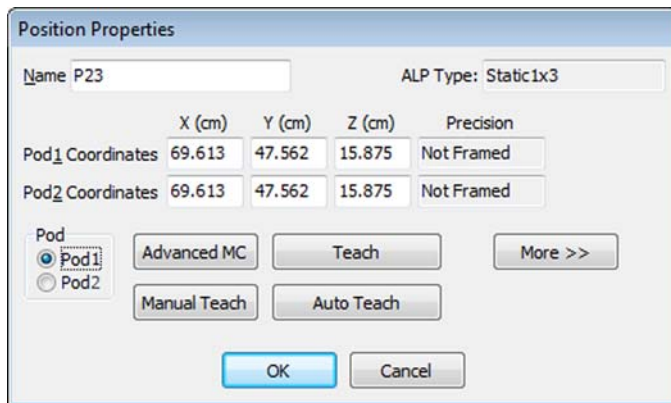 Position Properties
Name P23 ALP Type: Static1x3
X (cm) Y (cm) Z (cm) Precision
Pod1 Coordinates 69.613 47.562 15.875 Not Framed
Pod2 Coordinates 69.613 47.562 15.875 Not Framed
Pod
Pod1
Pod2
Advanced MC Teach More >>
Manual Teach Auto Teach
OK Cancel